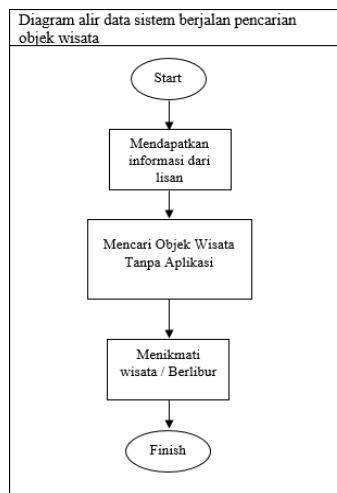 Diagram alir data sistem berjalan pencarian
objek wisata
Start
Mendapatkan
informasi dari
lisan
Mencari Objek Wisata
Tanpa Aplikasi
Menikmati
wisata / Berlibur
Finish